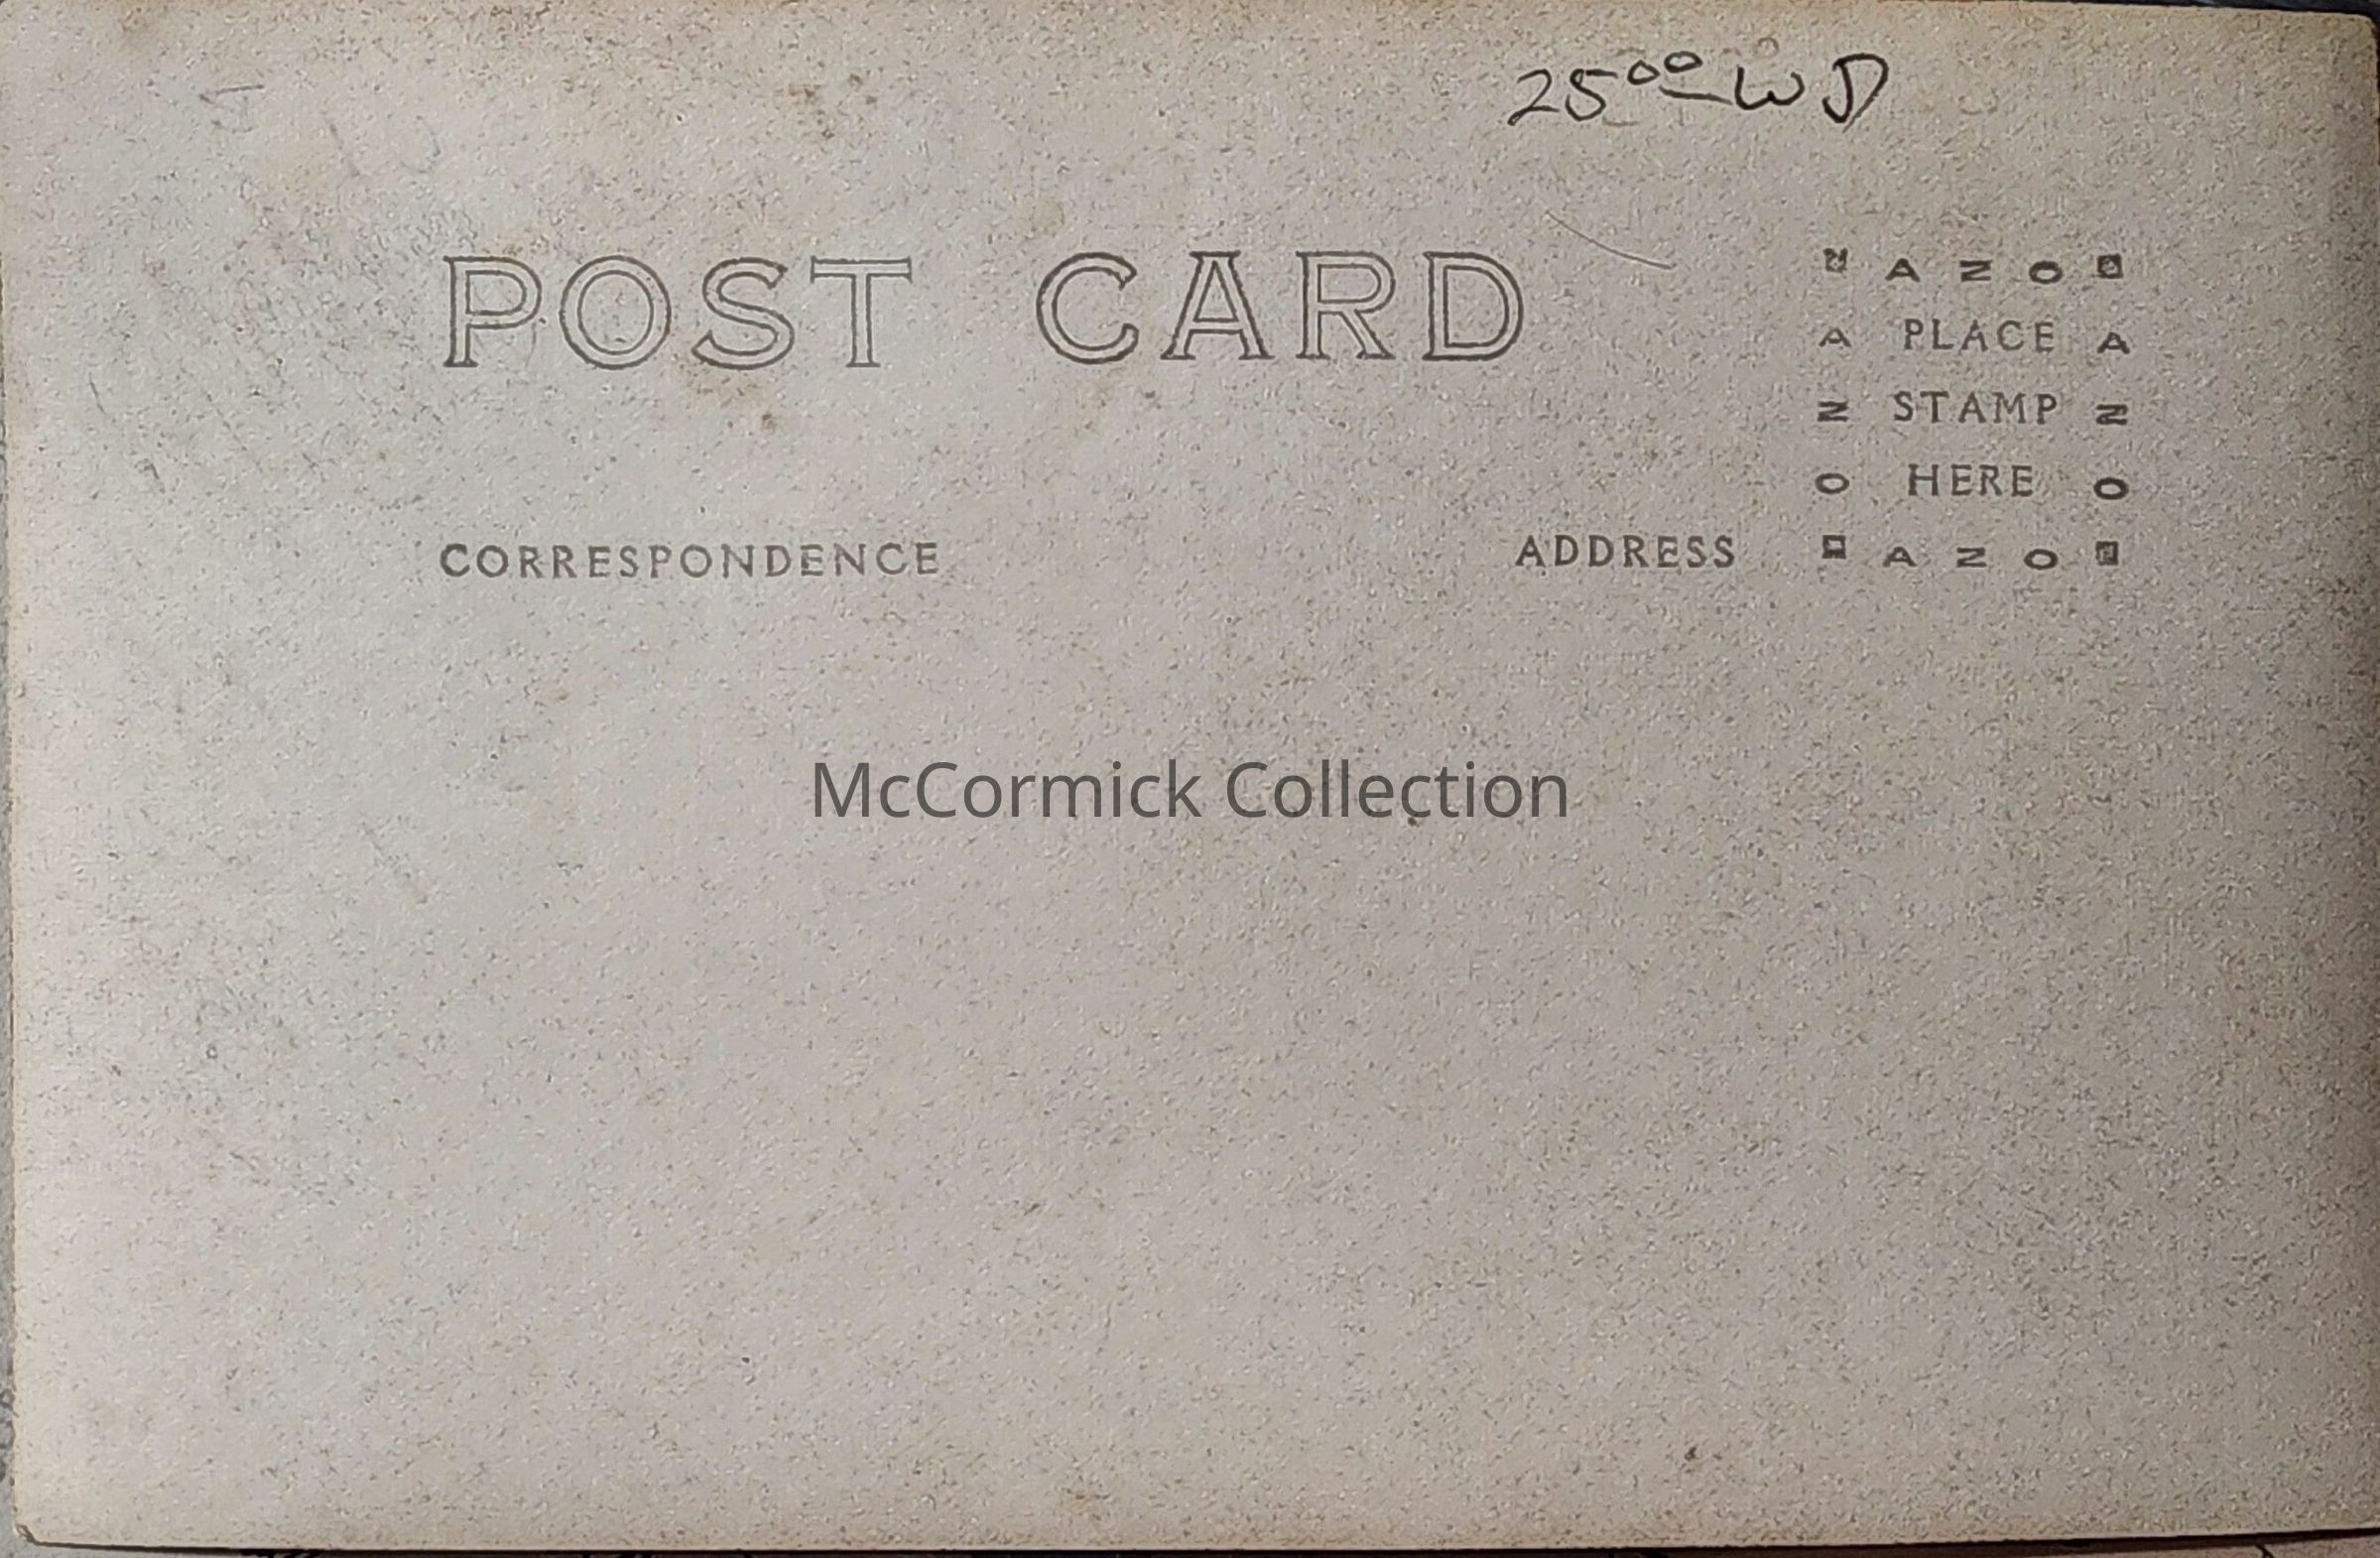 25⁰⁰ WD
POST CARD
AZO
A PLACE A
Z STAMP Z
O HERE O
CORRESPONDENCE ADDRESS AZO
McCormick Collection